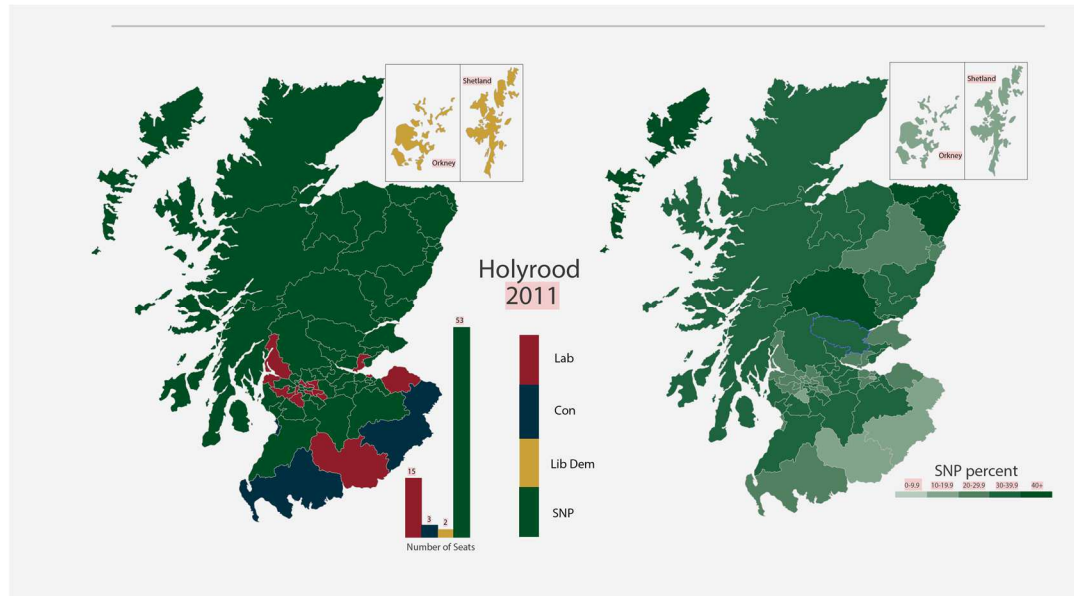 Shetland
Orkney
Holyrood
2011
Lab
Con
Lib Dem
SNP
15
3
2
53
Number of Seats
Shetland
Orkney
SNP percent
0-9.9 10-19.9 20-29.9 30-39.9 40+